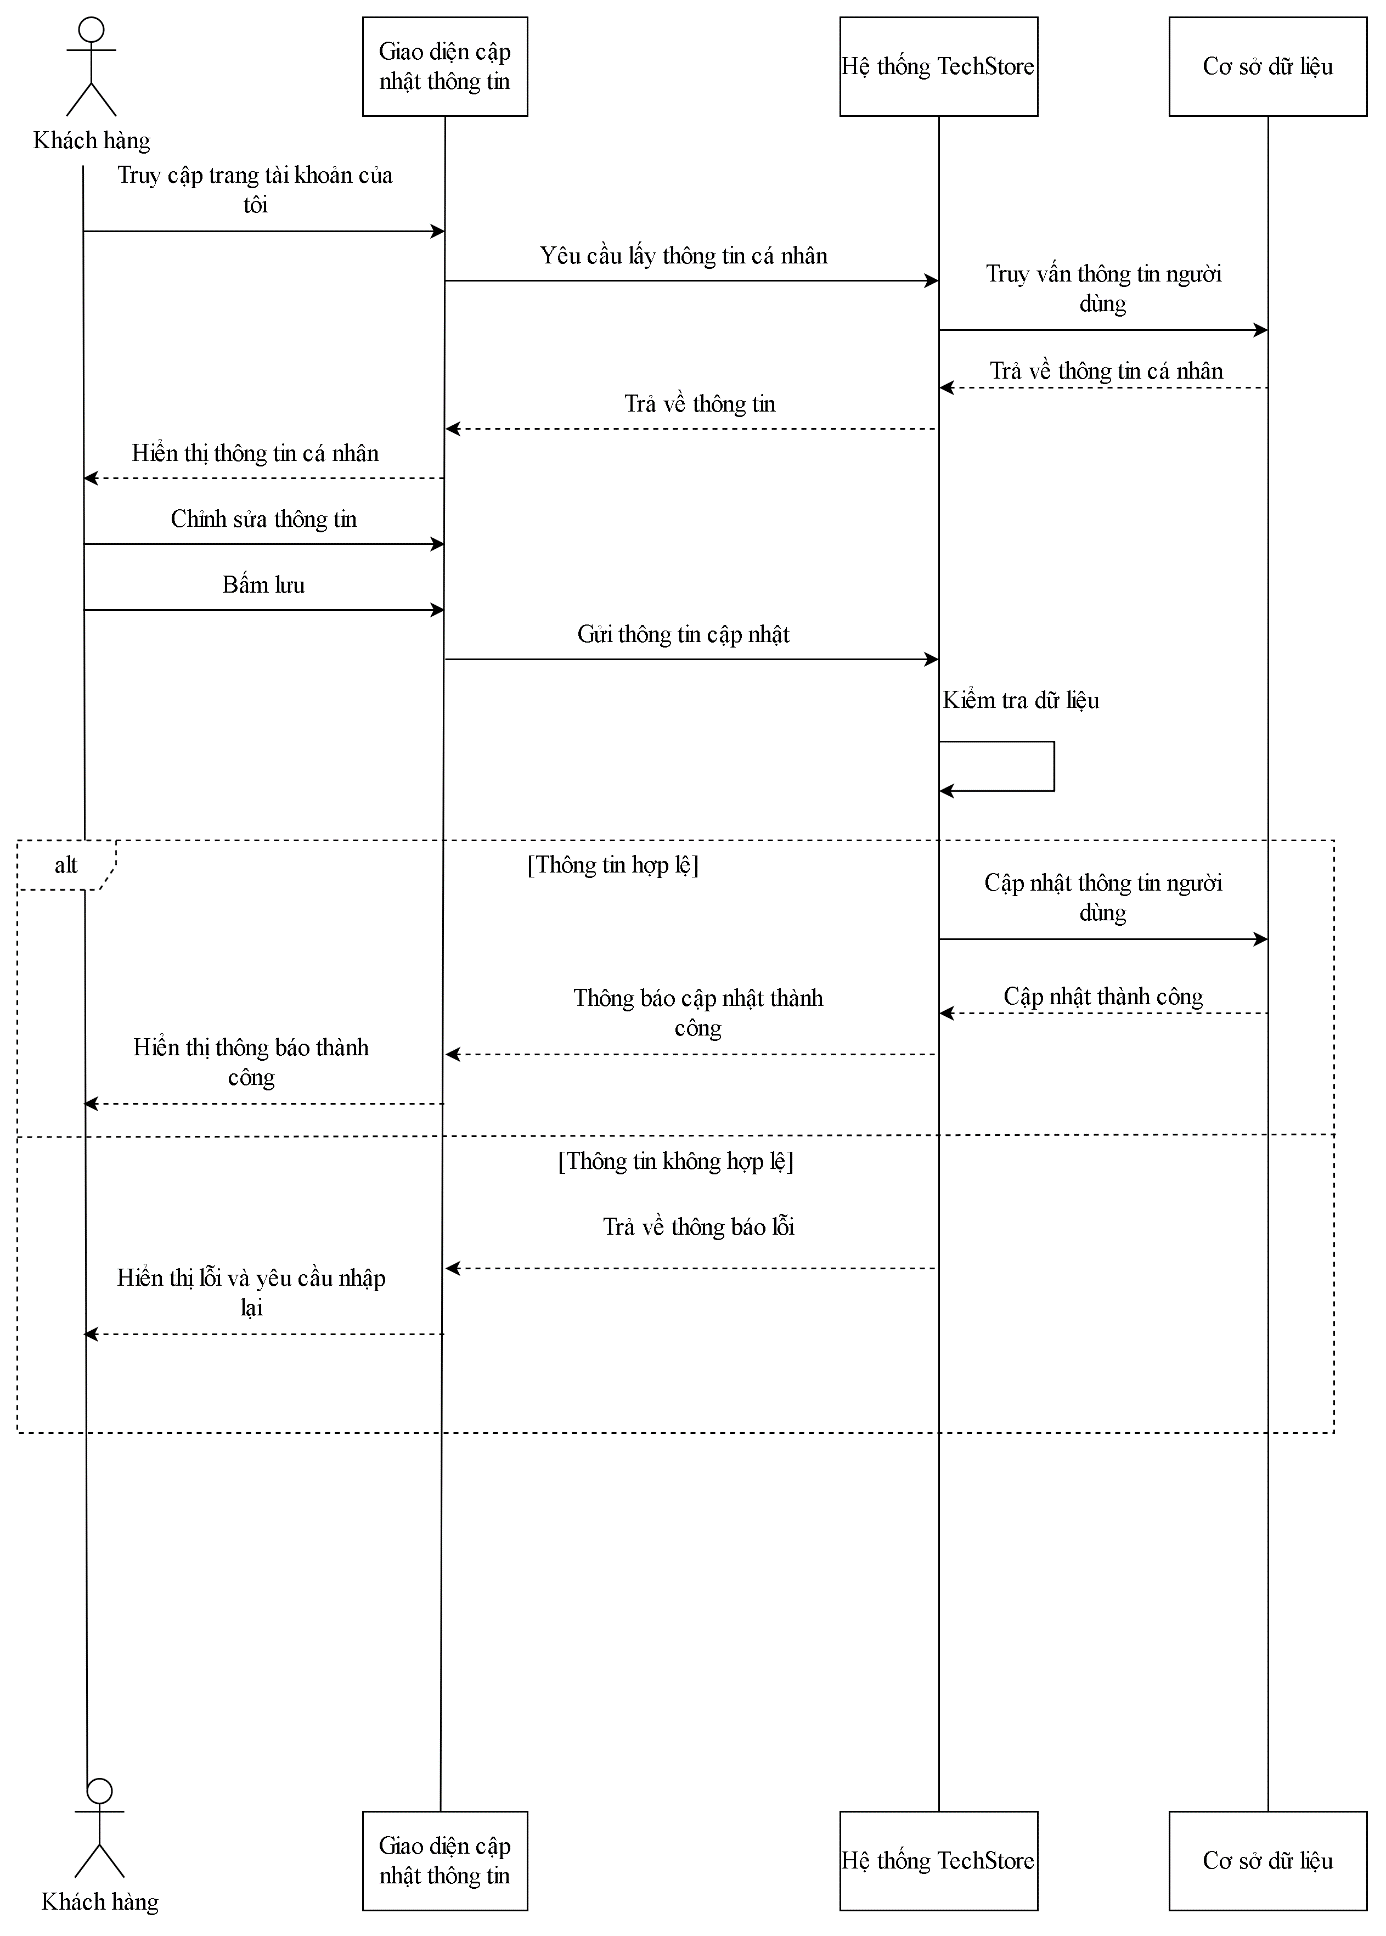 Giao diện cập
nhật thông tin
Hệ thống TechStore
Cơ sở dữ liệu
Khách hàng
Truy cập trang tài khoản của
tôi
Yêu cầu lấy thông tin cá nhân
Truy vấn thông tin người
dùng
Trả về thông tin cá nhân
Trả về thông tin
Hiển thị thông tin cá nhân
Chỉnh sửa thông tin
Bấm lưu
Gửi thông tin cập nhật
Kiểm tra dữ liệu
alt
[Thông tin hợp lệ]
Cập nhật thông tin người
dùng
Cập nhật thành công
Thông báo cập nhật thành
công
Hiển thị thông báo thành
công
[Thông tin không hợp lệ]
Trả về thông báo lỗi
Hiển thị lỗi và yêu cầu nhập
lại
Giao diện cập
nhật thông tin
Hệ thống TechStore
Cơ sở dữ liệu
Khách hàng